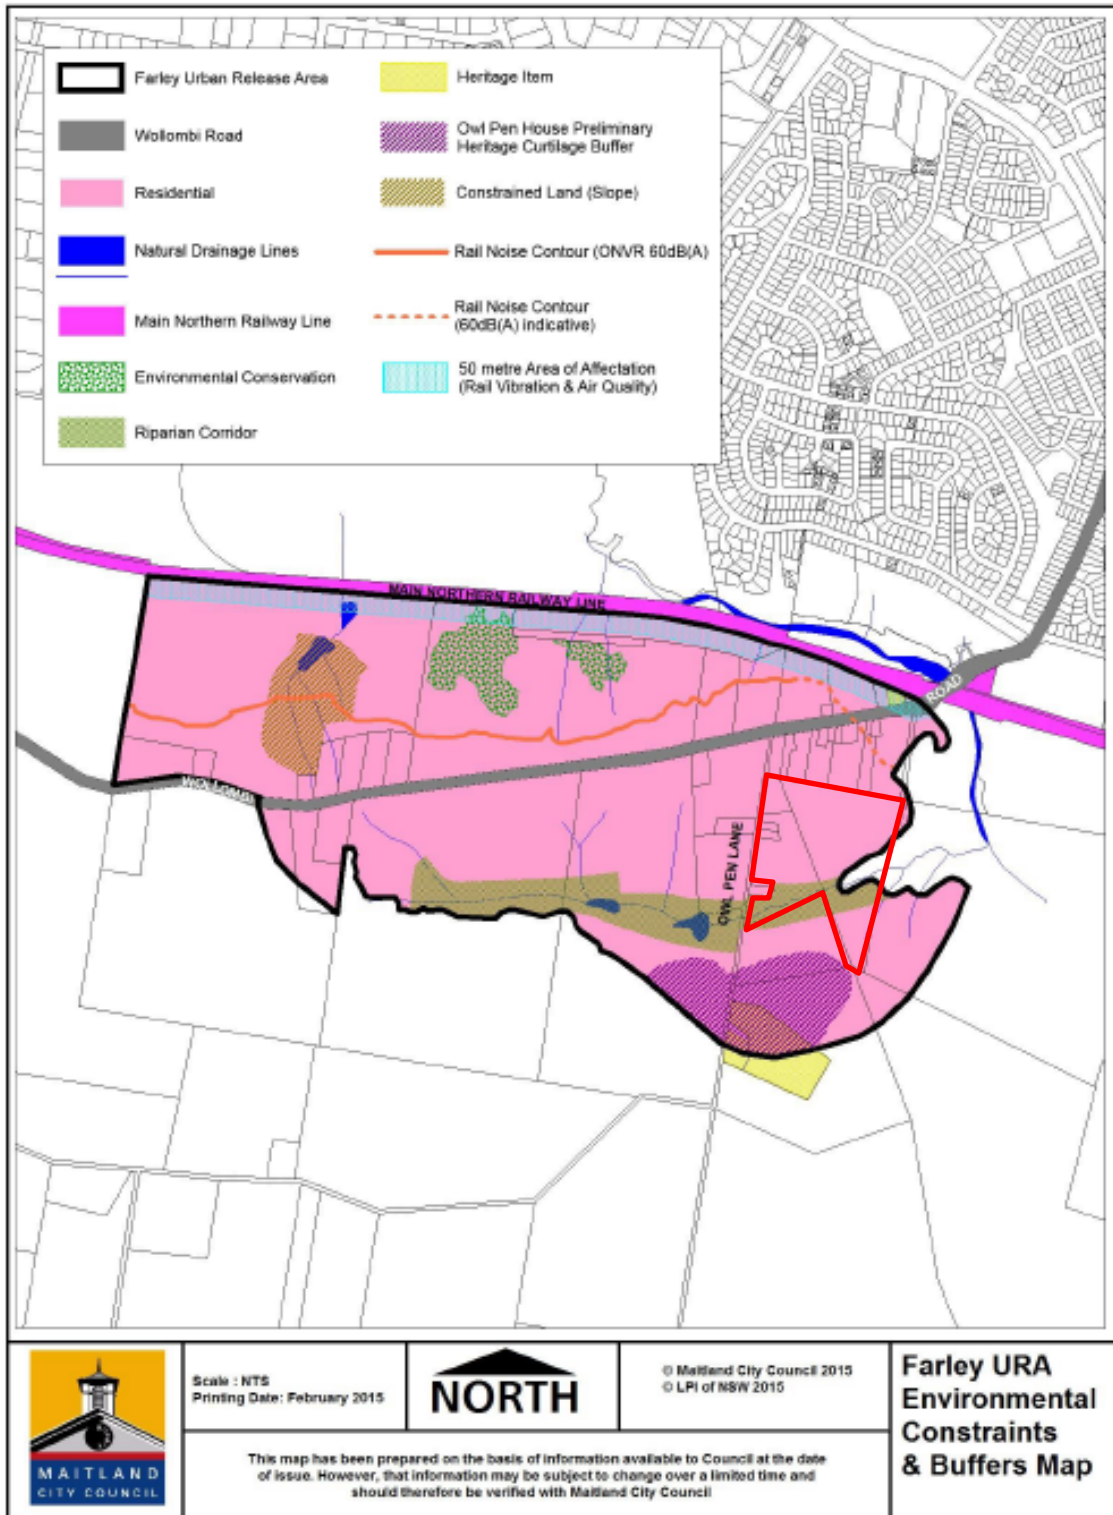 Farley Urban Release Area
Wollombi Road
Residential
Natural Drainage Lines
Main Northern Railway Line
Environmental Conservation
Riparian Corridor
Heritage Item
Owl Pen House Preliminary
Heritage Curtilage Buffer
Constrained Land (Slope)
Rail Noise Contour (ONVR 60dB(A)
Rail Noise Contour
(60dB(A) indicative)
50 metre Area of Affectation
(Rail Vibration & Air Quality)
MAIN NORTHERN RAILWAY LINE
ROAD
WOLLOMBI
OWL PEN LANE
MAITLAND
CITY COUNCIL
Scale : NTS
Printing Date: February 2015
NORTH
© Maitland City Council 2015
© LPI of NSW 2015
This map has been prepared on the basis of information available to Council at the date
of issue. However, that information may be subject to change over a limited time and
should therefore be verified with Maitland City Council
Farley URA
Environmental
Constraints
& Buffers Map